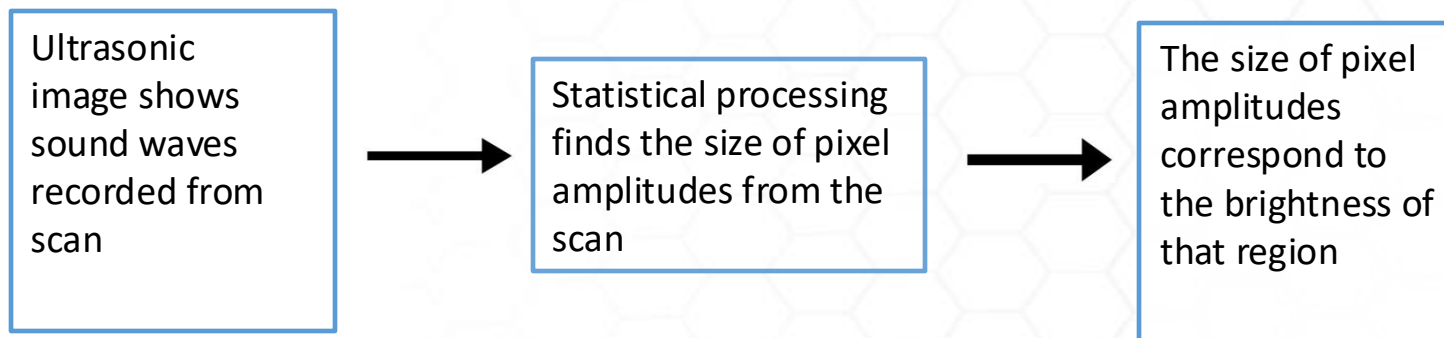 Ultrasonic
image shows
sound waves
recorded from
scan
Statistical processing
finds the size of pixel
amplitudes from the
scan
The size of pixel
amplitudes
correspond to
the brightness of
that region